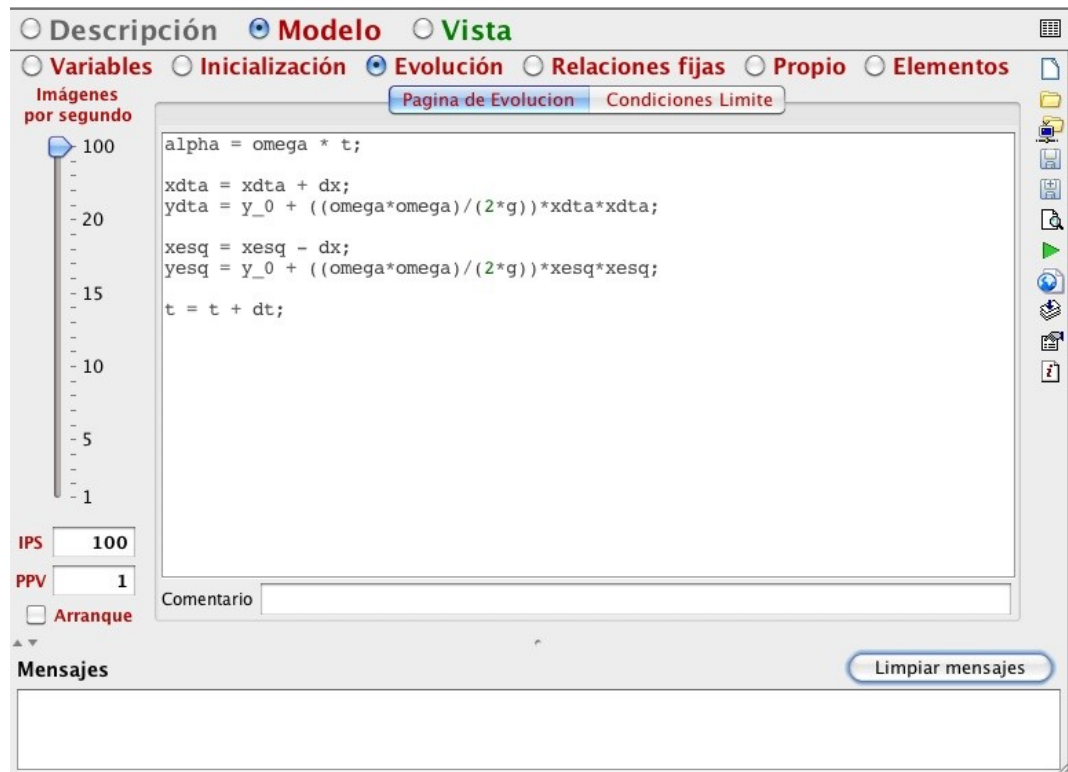 Descripción Modelo Vista
Variables Inicialización Evolución Relaciones fijas Propio Elementos
Imágenes
por segundo
100
20
15
10
5
1
IPS 100
PPV 1
Arranque
Pagina de Evolucion Condiciones Limite
alpha = omega * t;
xdta = xdta + dx;
ydta = y_0 + ((omega*omega)/(2*g))*xdta*xdta;
xesq = xesq - dx;
yesq = y_0 + ((omega*omega)/(2*g))*xesq*xesq;
t = t + dt;
Comentario
Mensajes Limpiar mensajes